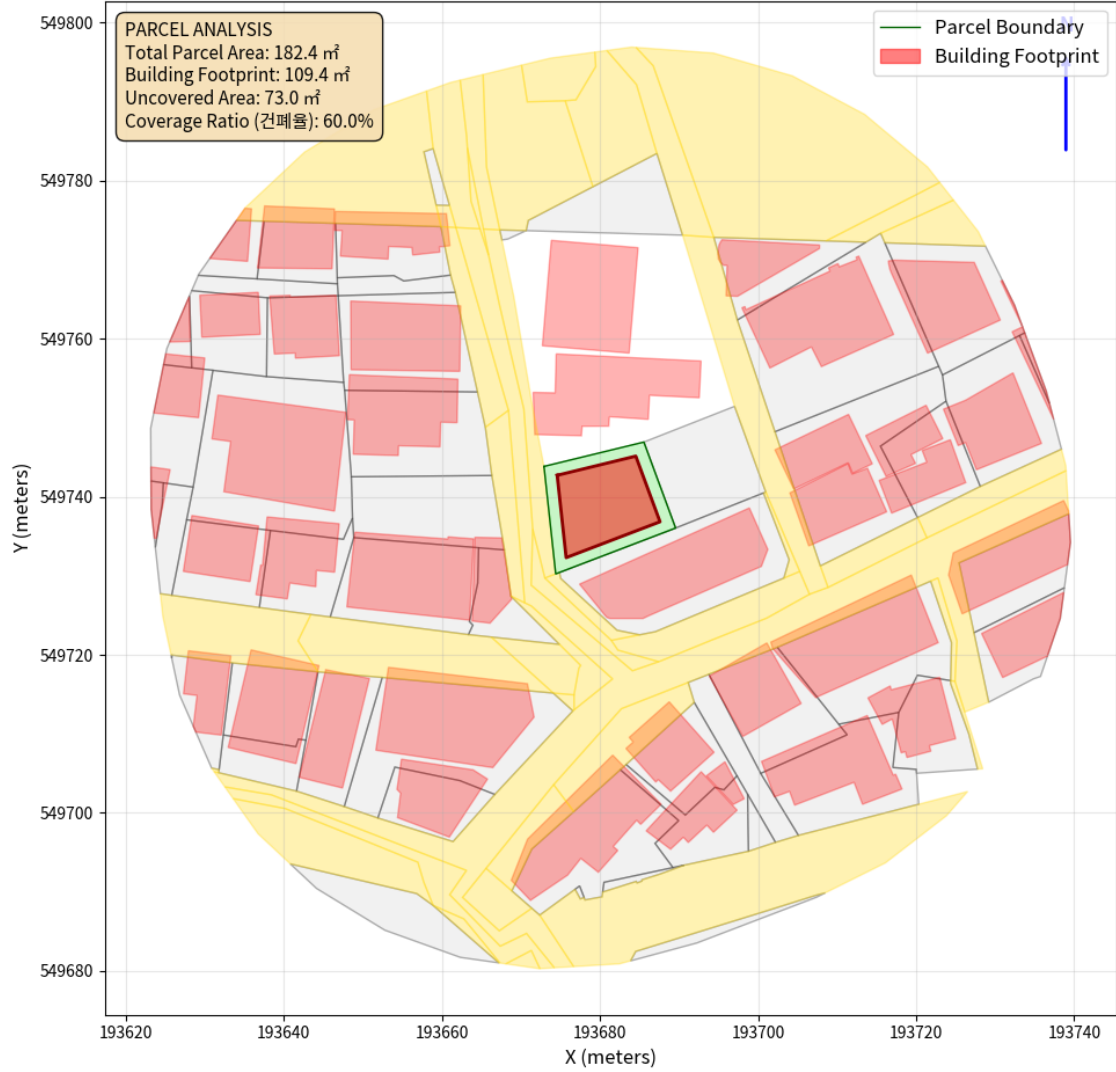 PARCEL ANALYSIS
Total Parcel Area: 182.4 ㎡
Building Footprint: 109.4 ㎡
Uncovered Area: 73.0 ㎡
Coverage Ratio (건폐율): 60.0%
Parcel Boundary
Building Footprint
N
549800
549780
549760
549740
549720
549700
549680
Y (meters)
193620
193640
193660
193680
193700
193720
193740
X (meters)